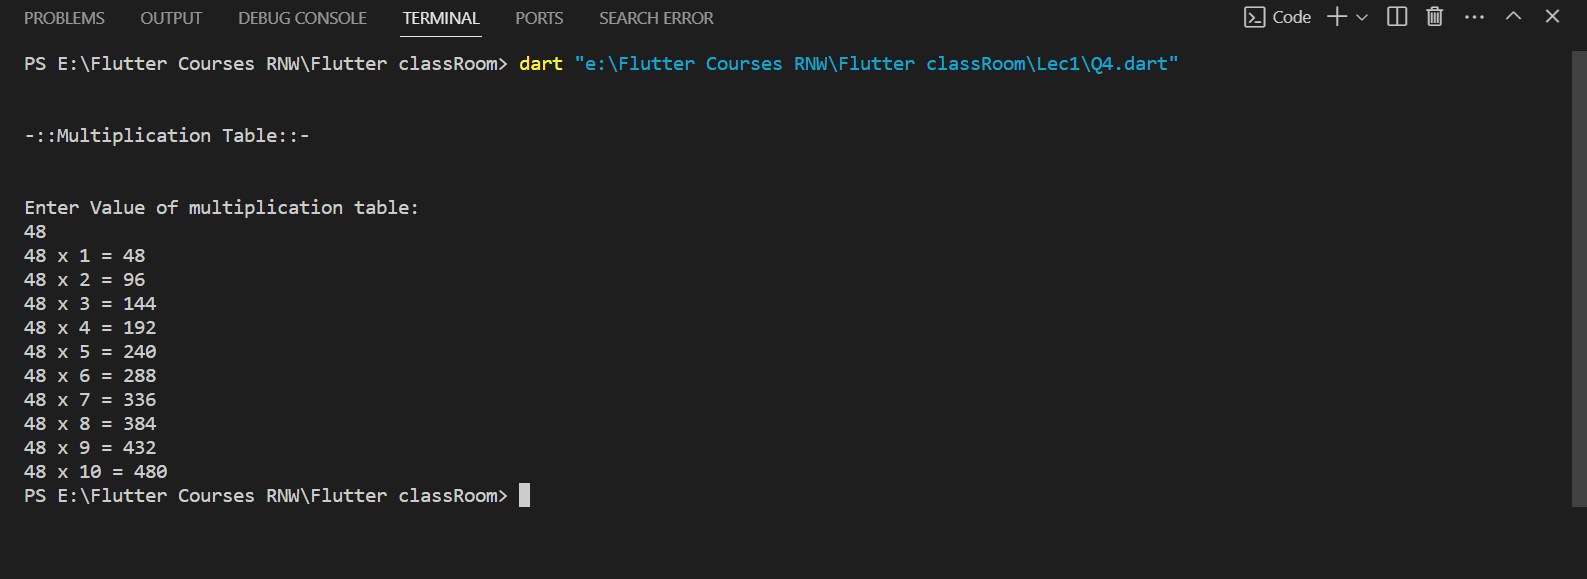 PROBLEMS OUTPUT DEBUG CONSOLE TERMINAL PORTS SEARCH ERROR Code
PS E:\Flutter Courses RNW\Flutter classRoom> dart "e:\Flutter Courses RNW\Flutter classRoom\Lec1\Q4.dart"
-::Multiplication Table::-
Enter Value of multiplication table:
48
48 x 1 = 48
48 x 2 = 96
48 x 3 = 144
48 x 4 = 192
48 x 5 = 240
48 x 6 = 288
48 x 7 = 336
48 x 8 = 384
48 x 9 = 432
48 x 10 = 480
PS E:\Flutter Courses RNW\Flutter classRoom>